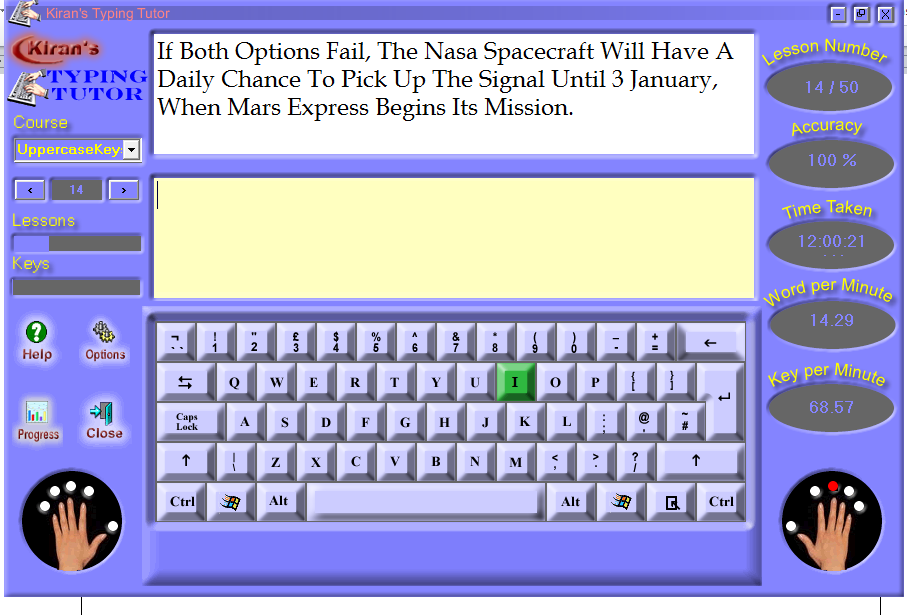 Kiran's Typing Tutor
Kiran's
TYPING
TUTOR
Course
UppercaseKey
< 14 >
Lessons
Keys
Help
Options
Progress
Close
If Both Options Fail, The Nasa Spacecraft Will Have A
Daily Chance To Pick Up The Signal Until 3 January,
When Mars Express Begins Its Mission.
¬ ! " £ $ % ^ & * ( ) _ +
` 1 2 3 4 5 6 7 8 9 0 - = ←
Q W E R T Y U I O P { }
[ ]
Caps
Lock
A S D F G H J K L : @ ~
; ' #
↑ | Z X C V B N M < > ? ↑
\ , . /
Ctrl Alt Alt Ctrl
Lesson Number
14 / 50
Accuracy
100 %
Time Taken
12:00:21
Word per Minute
14.29
Key per Minute
68.57